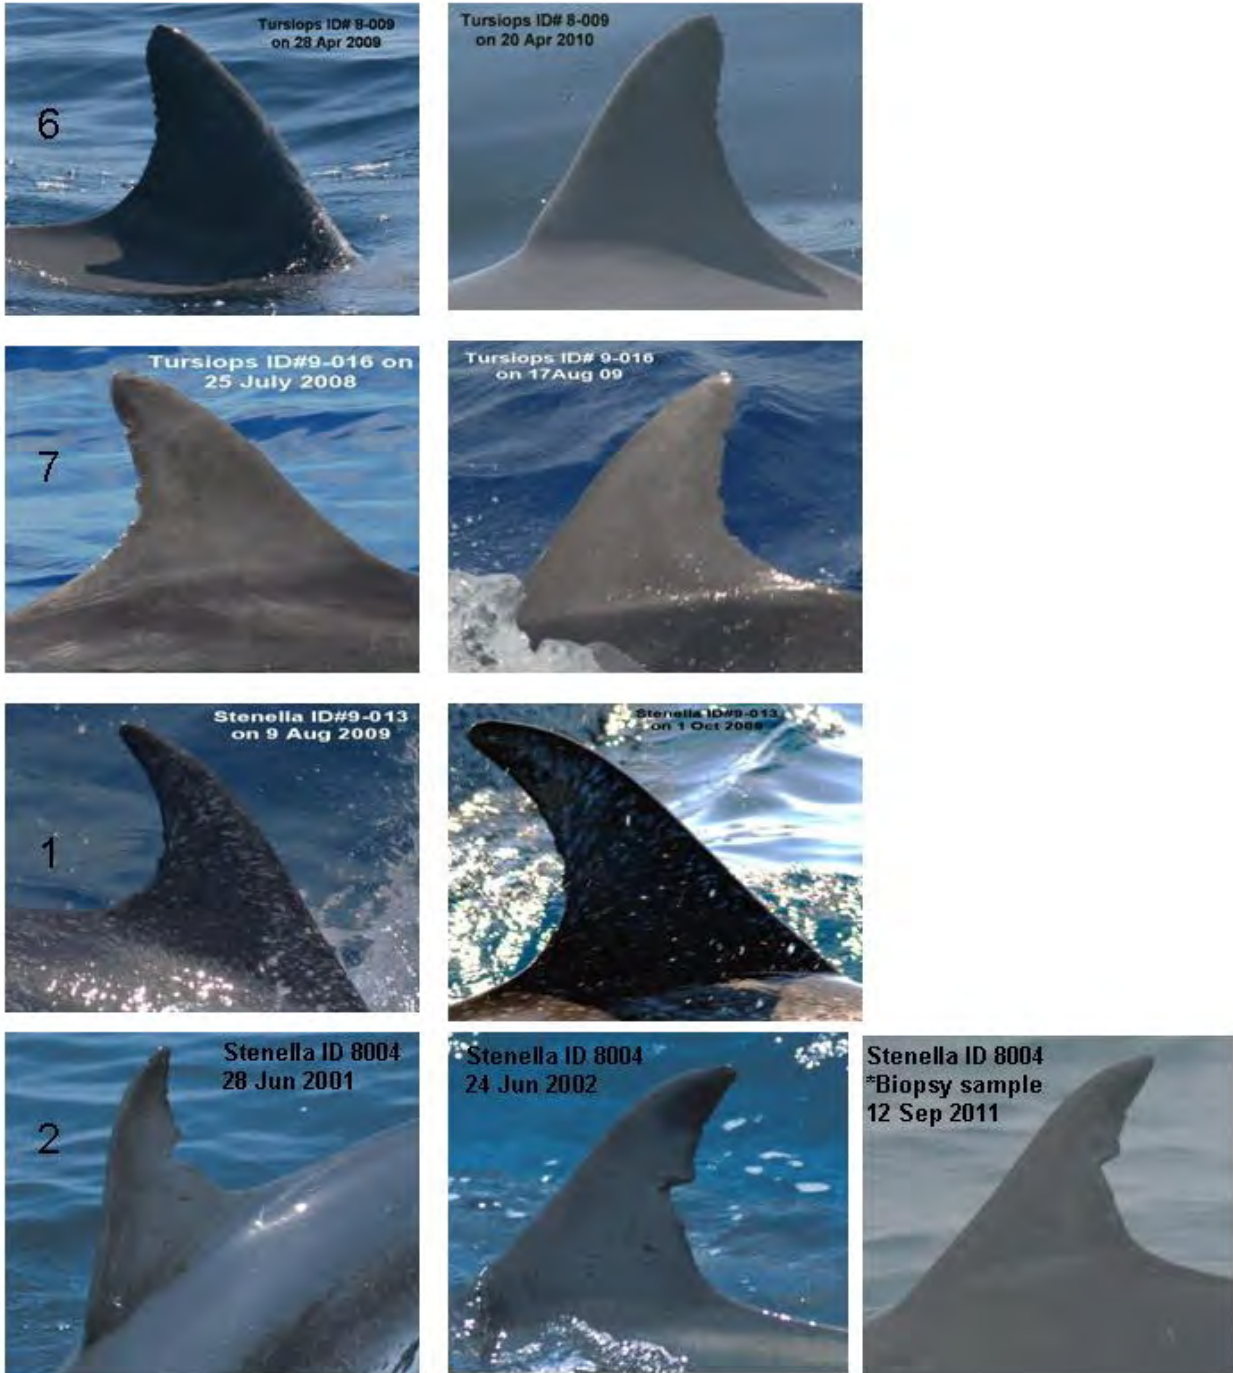 Tursiops ID# 8-009
on 28 Apr 2009
Tursiops ID# 8-009
on 20 Apr 2010
6
Tursiops ID#9-016 on
25 July 2008
Tursiops ID# 9-016
on 17Aug 09
7
Stenella ID#9-013
on 9 Aug 2009
Stenella ID#9-013
on 1 Oct
1
Stenella ID 8004
28 Jun 2001
Stenella ID 8004
24 Jun 2002
Stenella ID 8004
*Biopsy sample
12 Sep 2011
2